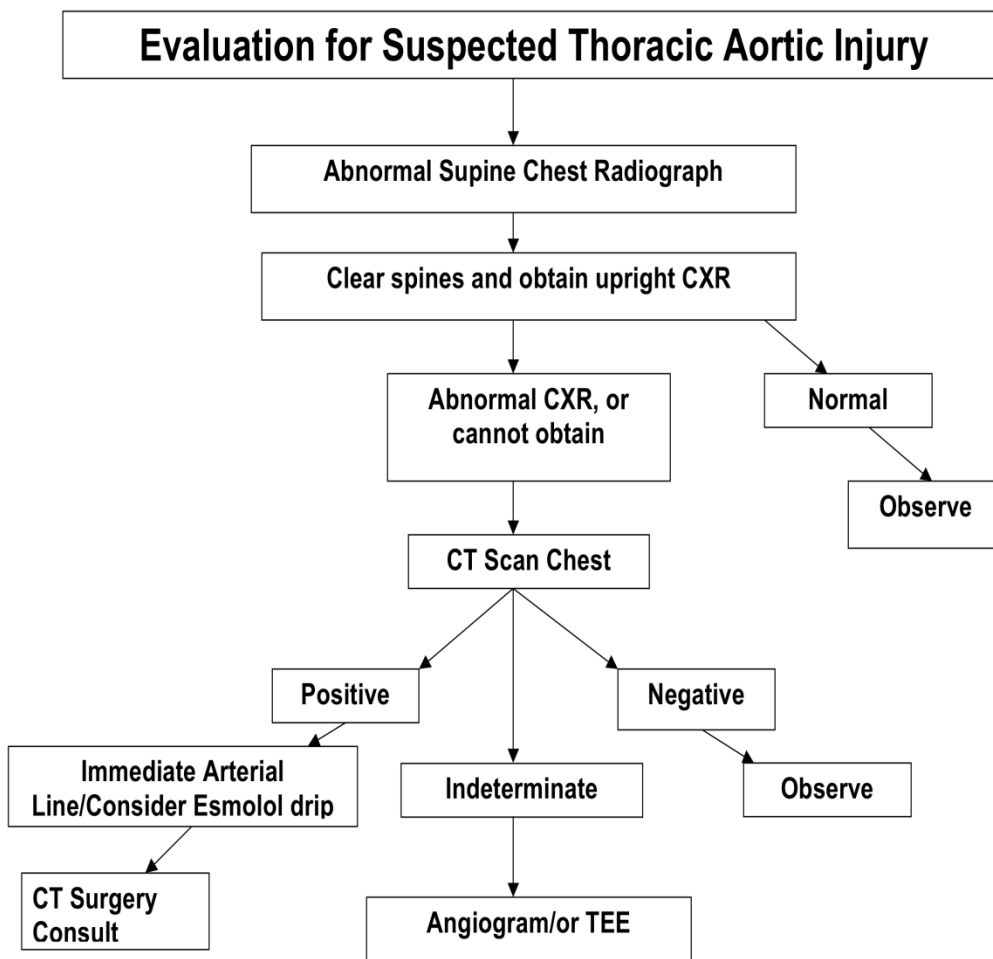 Evaluation for Suspected Thoracic Aortic Injury
Abnormal Supine Chest Radiograph
Clear spines and obtain upright CXR
Abnormal CXR, or
cannot obtain
Normal
Observe
CT Scan Chest
Positive
Negative
Immediate Arterial
Line/Consider Esmolol drip
Indeterminate
Observe
CT Surgery
Consult
Angiogram/or TEE